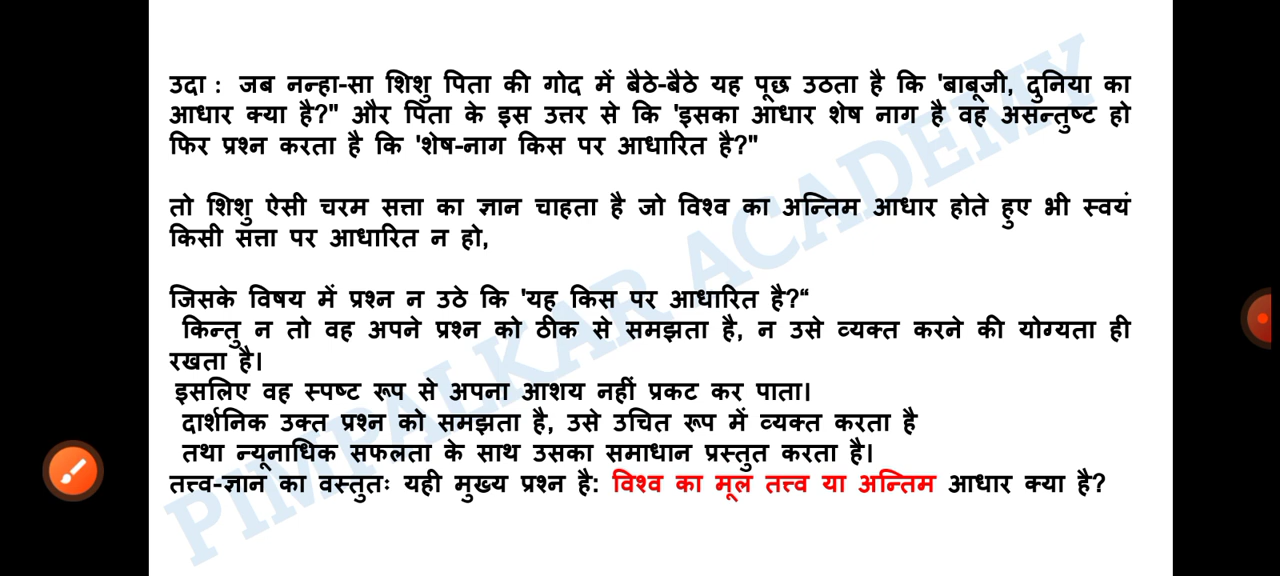 उदा : जब नन्हा-सा शिशु पिता की गोद में बैठे-बैठे यह पूछ उठता है कि 'बाबूजी, दुनिया का
आधार क्या है?" और पिता के इस उत्तर से कि 'इसका आधार शेष नाग है वह असन्तुष्ट हो
फिर प्रश्न करता है कि 'शेष-नाग किस पर आधारित है?"
तो शिशु ऐसी चरम सत्ता का ज्ञान चाहता है जो विश्व का अन्तिम आधार होते हुए भी स्वयं
किसी सत्ता पर आधारित न हो,
जिसके विषय में प्रश्न न उठे कि 'यह किस पर आधारित है?“
किन्तु न तो वह अपने प्रश्न को ठीक से समझता है, न उसे व्यक्त करने की योग्यता ही
रखता है।
इसलिए वह स्पष्ट रूप से अपना आशय नहीं प्रकट कर पाता।
दार्शनिक उक्त प्रश्न को समझता है, उसे उचित रूप में व्यक्त करता है
तथा न्यूनाधिक सफलता के साथ उसका समाधान प्रस्तुत करता है।
तत्त्व-ज्ञान का वस्तुतः यही मुख्य प्रश्न है: विश्व का मूल तत्त्व या अन्तिम आधार क्या है?
PIMPALKAR ACADEMY